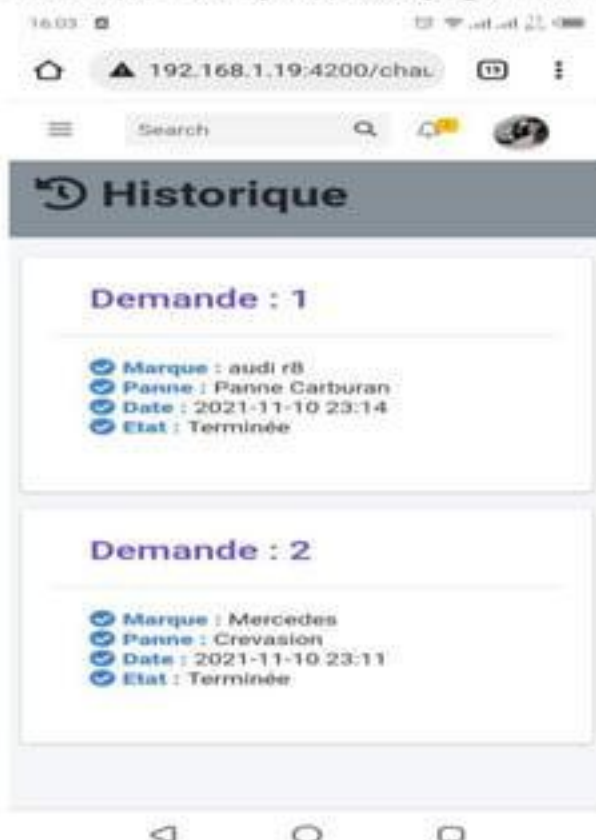 16:03
192.168.1.19:4200/chau
19
Search
Historique
Demande : 1
Marque : audi r8
Panne : Panne Carburan
Date : 2021-11-10 23:14
Etat : Terminée
Demande : 2
Marque : Mercedes
Panne : Crevasion
Date : 2021-11-10 23:11
Etat : Terminée